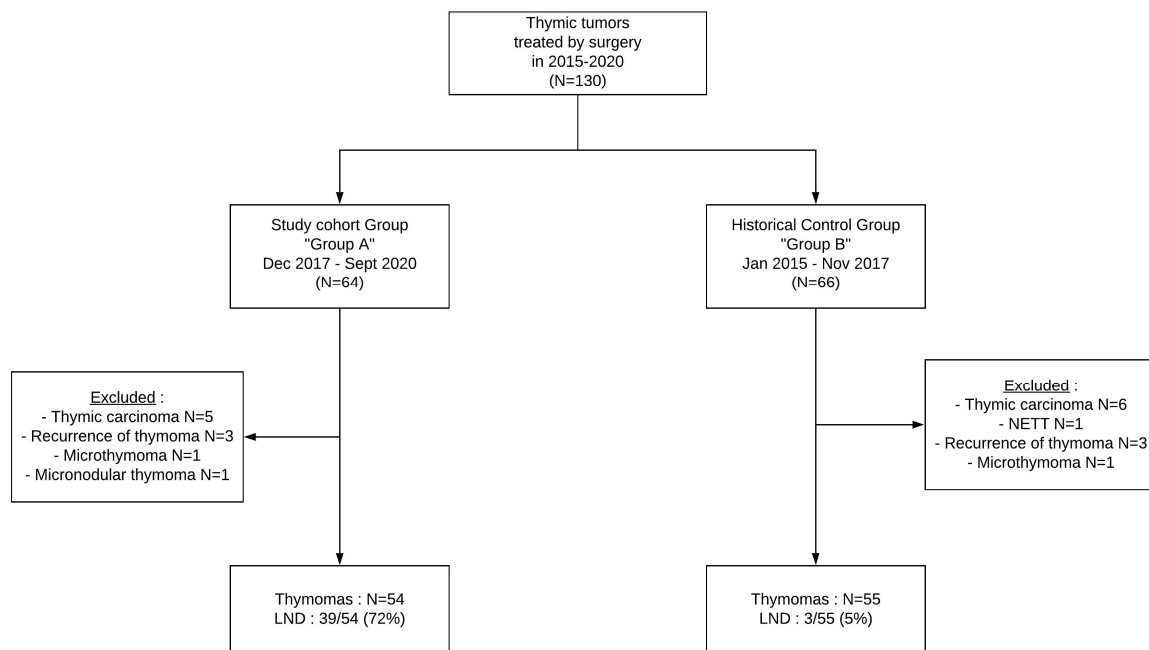 Thymic tumors
treated by surgery
in 2015-2020
(N=130)
Study cohort Group
"Group A"
Dec 2017 - Sept 2020
(N=64)
Historical Control Group
"Group B"
Jan 2015 - Nov 2017
(N=66)
Excluded :
- Thymic carcinoma N=5
- Recurrence of thymoma N=3
- Microthymoma N=1
- Micronodular thymoma N=1
Excluded :
- Thymic carcinoma N=6
- NETT N=1
- Recurrence of thymoma N=3
- Microthymoma N=1
Thymomas : N=54
LND : 39/54 (72%)
Thymomas : N=55
LND : 3/55 (5%)